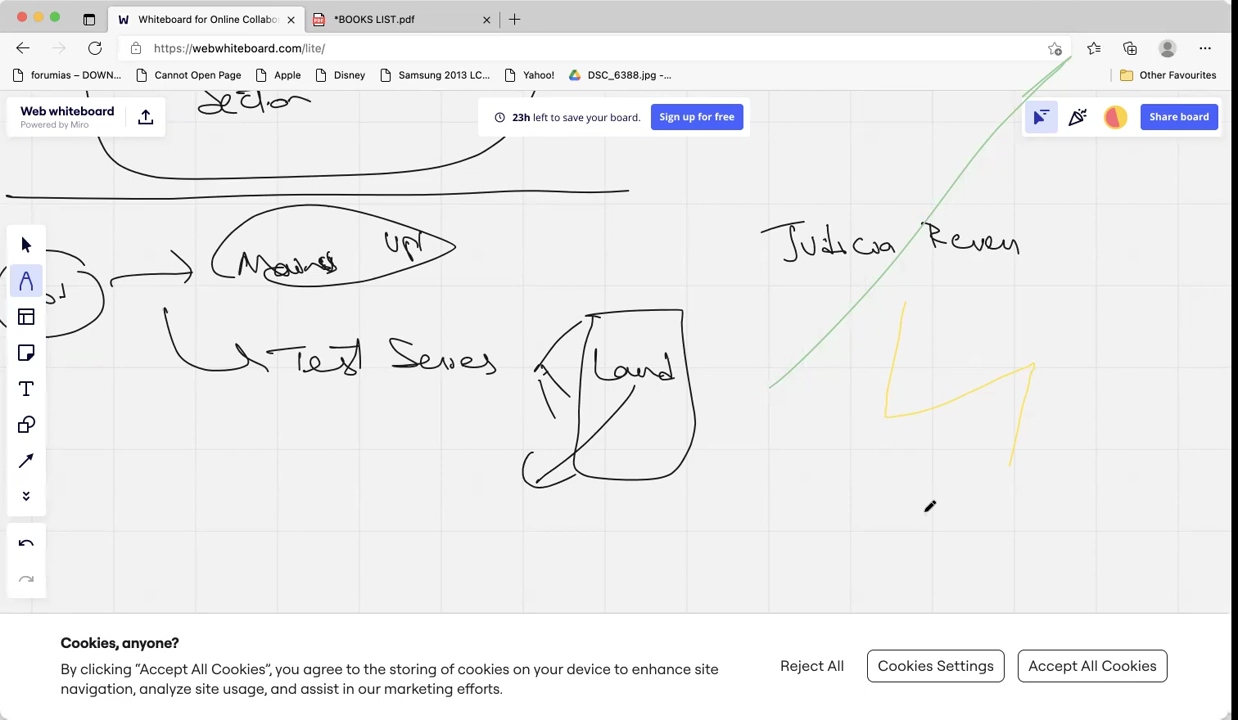 Whiteboard for Online Collabo
*BOOKS LIST.pdf
https://webwhiteboard.com/lite/
forumias – DOWN...
Cannot Open Page
Apple
Disney
Samsung 2013 LC...
Yahoo!
DSC_6388.jpg -...
Other Favourites
Section
Web whiteboard
Powered by Miro
23h left to save your board.
Sign up for free
Share board
Mains
Test Series
Land
Cookies, anyone?
By clicking “Accept All Cookies”, you agree to the storing of cookies on your device to enhance site
navigation, analyze site usage, and assist in our marketing efforts.
Reject All
Cookies Settings
Accept All Cookies